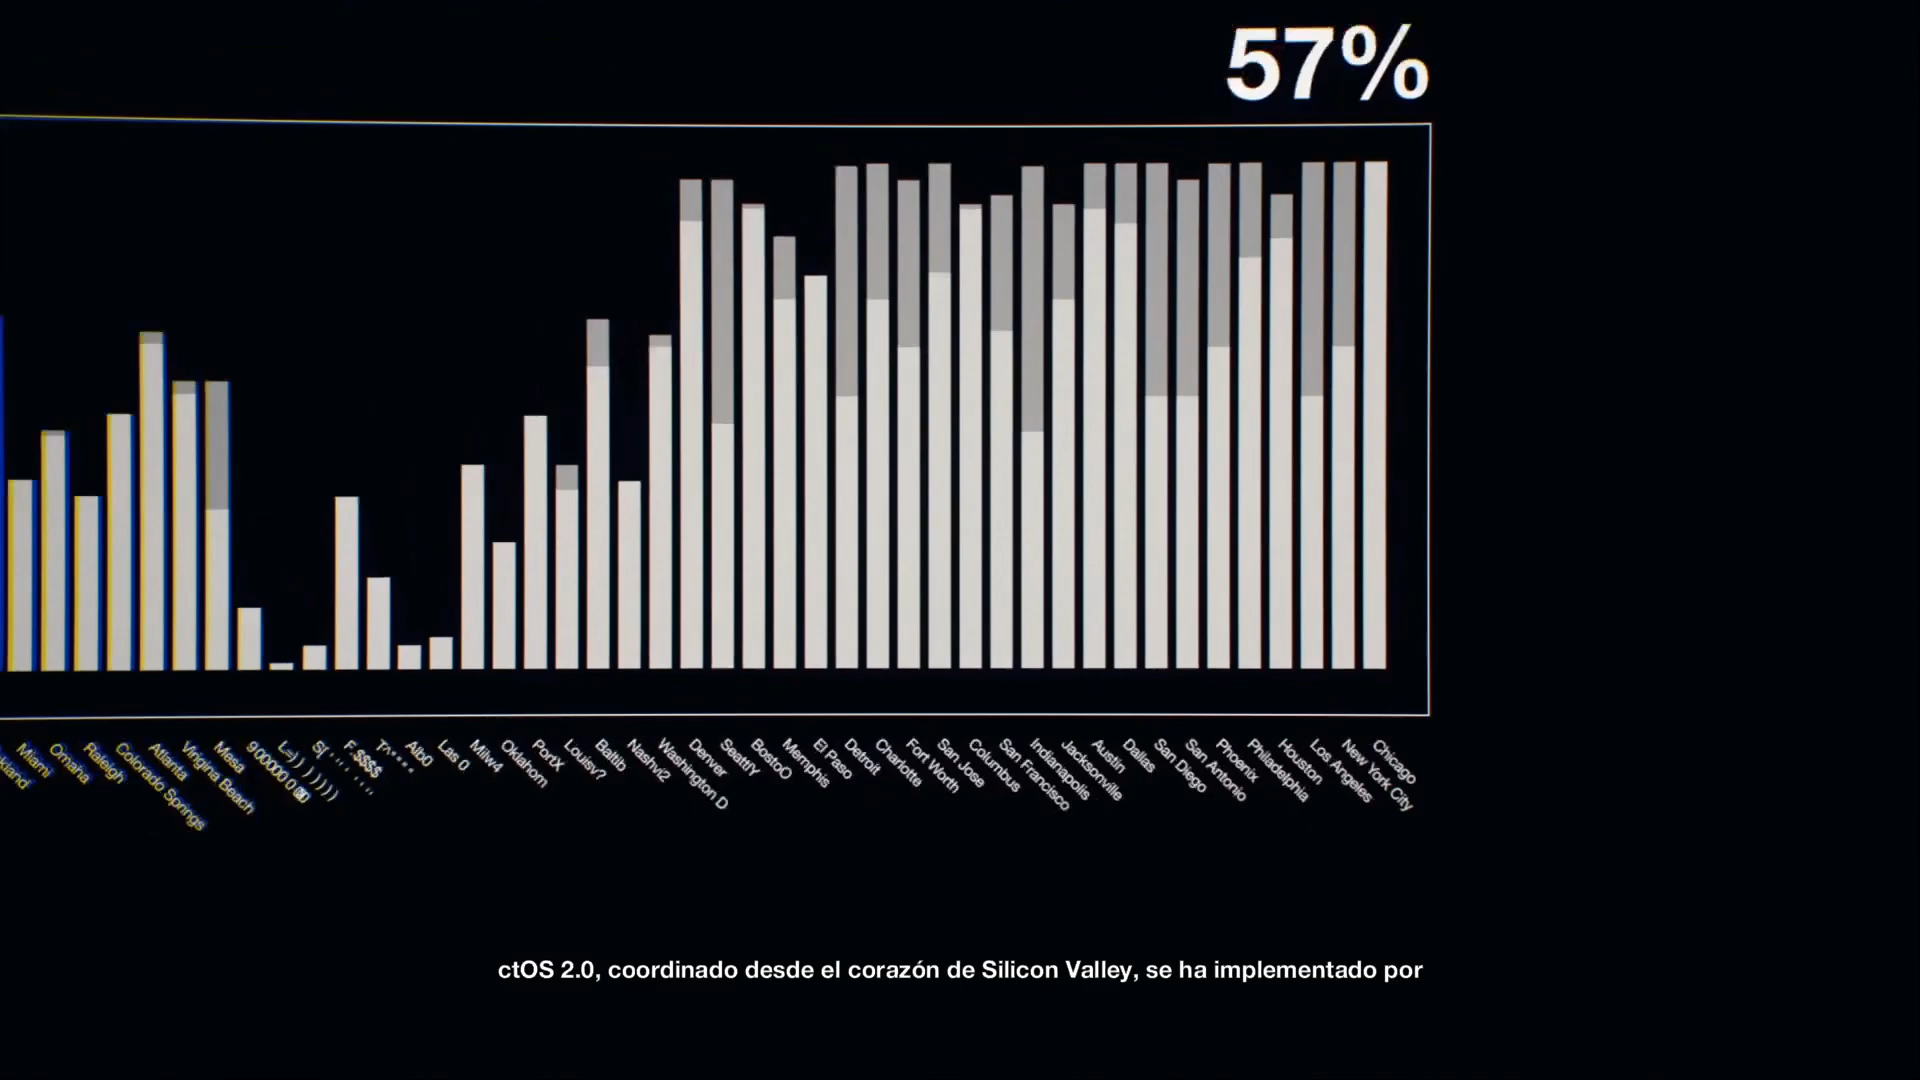 57%
Miami
Omaha
Raleigh
Colorado Springs
Atlanta
Virigina Beach
Mesa
F.$$$$
Alb0
Las 0
Milw4
Oklahom
PortX
Louisv?
Baltib
Nashv2
Washington D
Denver
SeattlY
BostoO
Memphis
El Paso
Detroit
Charlotte
Fort Worth
San Jose
Columbus
San Francisco
Indianapolis
Jacksonville
Austin
Dallas
San Diego
San Antonio
Phoenix
Philadelphia
Houston
Los Angeles
New York City
Chicago
ctOS 2.0, coordinado desde el corazón de Silicon Valley, se ha implementado por